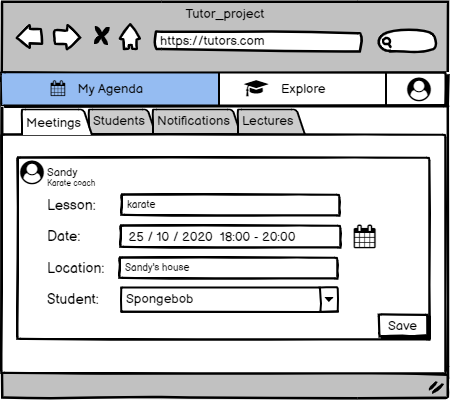 Tutor_project
https://tutors.com
My Agenda
Explore
Meetings
Students
Notifications
Lectures
Sandy
Karate coach
Lesson: karate
Date: 25 / 10 / 2020 18:00 - 20:00
Location: Sandy's house
Student: Spongebob
Save